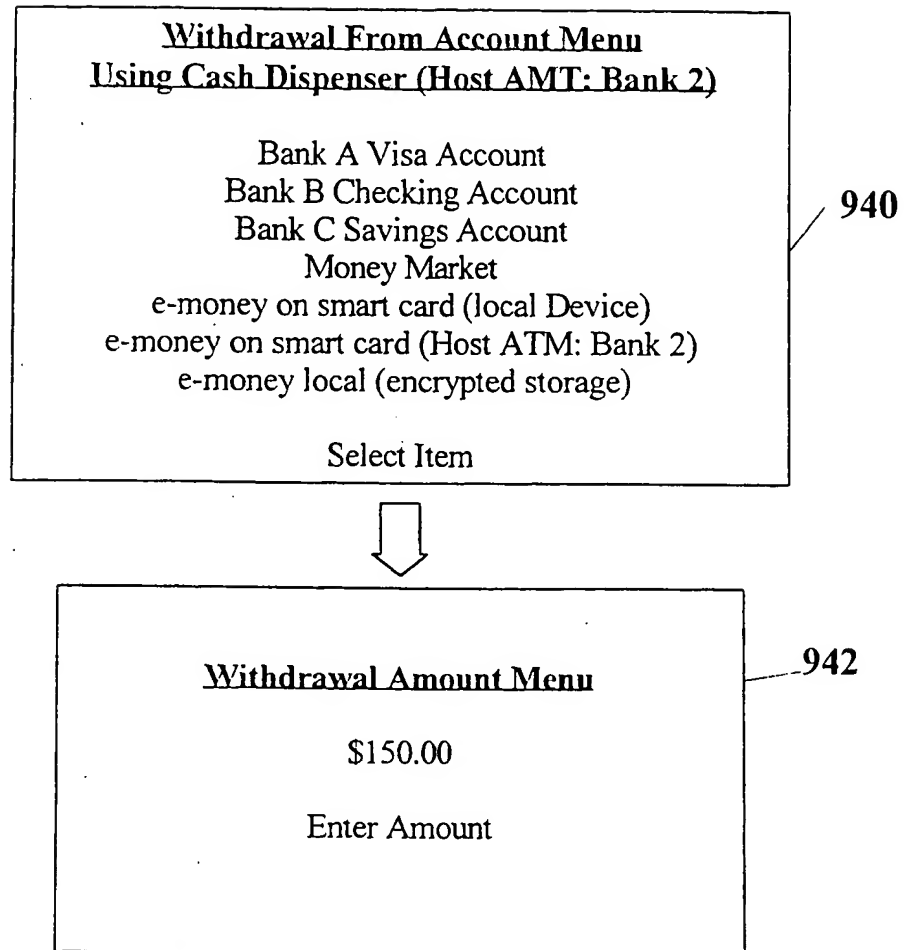 Withdrawal From Account Menu
Using Cash Dispenser (Host AMT: Bank 2)
Bank A Visa Account
Bank B Checking Account
Bank C Savings Account
Money Market
e-money on smart card (local Device)
e-money on smart card (Host ATM: Bank 2)
e-money local (encrypted storage)
Select Item
940
Withdrawal Amount Menu
$150.00
Enter Amount
942